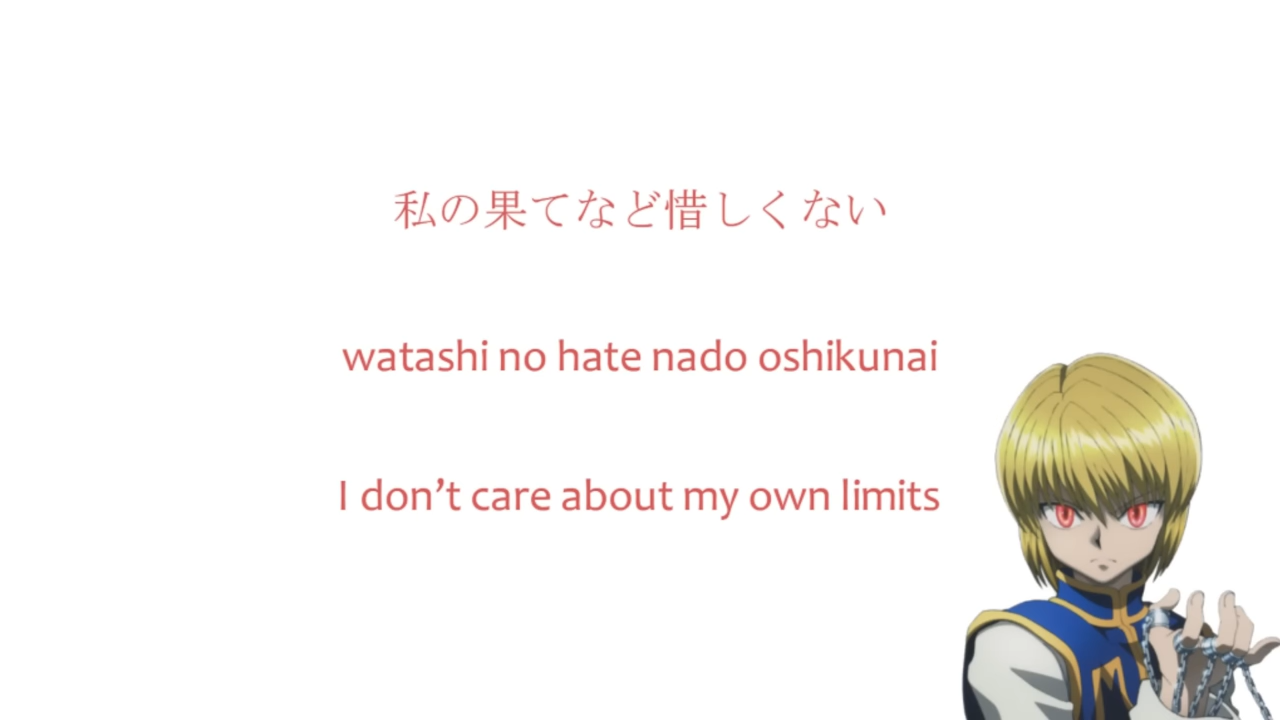 私の果てなど惜しくない
watashi no hate nado oshikunai
I don’t care about my own limits